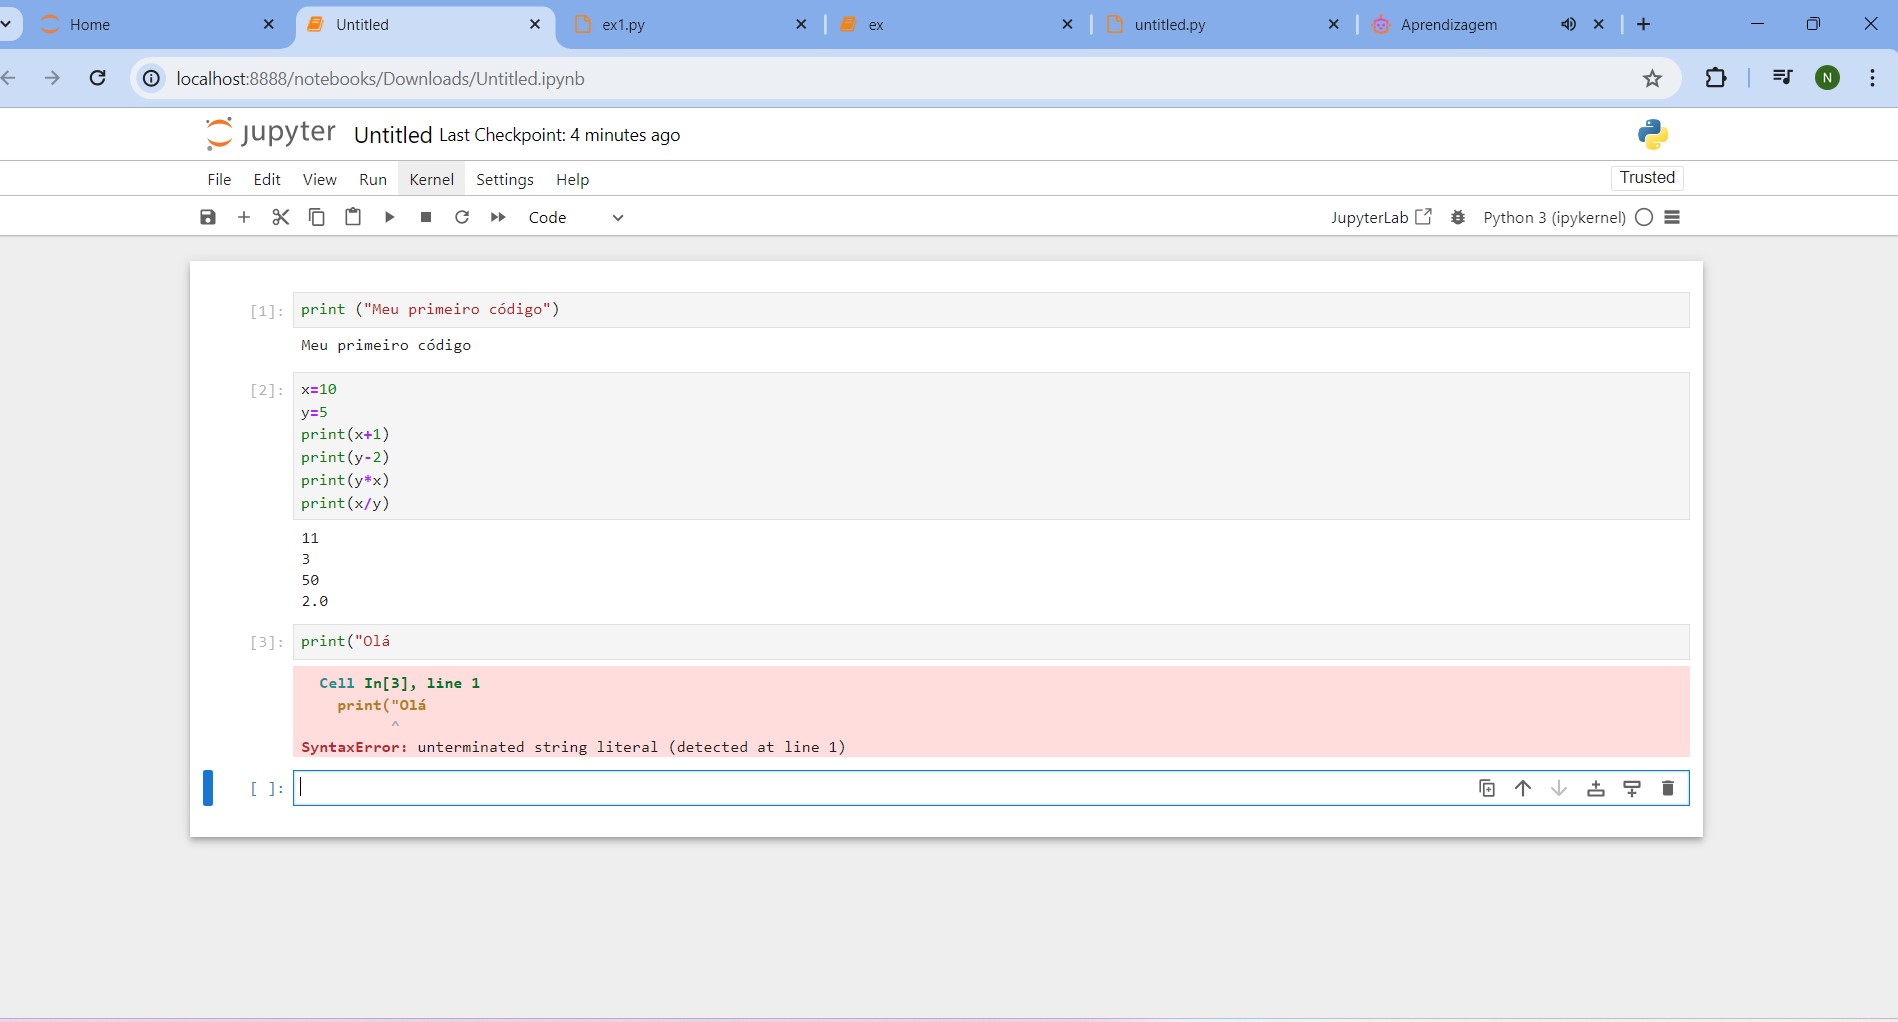 Home
Untitled
ex1.py
ex
untitled.py
Aprendizagem
localhost:8888/notebooks/Downloads/Untitled.ipynb
N
jupyter Untitled Last Checkpoint: 4 minutes ago
File Edit View Run Kernel Settings Help
Trusted
Code
JupyterLab
Python 3 (ipykernel)
[1]: print ("Meu primeiro código")
Meu primeiro código
[2]: x=10
y=5
print(x+1)
print(y-2)
print(y*x)
print(x/y)
11
3
50
2.0
[3]: print("Olá
Cell In[3], line 1
print("Olá
^
SyntaxError: unterminated string literal (detected at line 1)
[ ]: